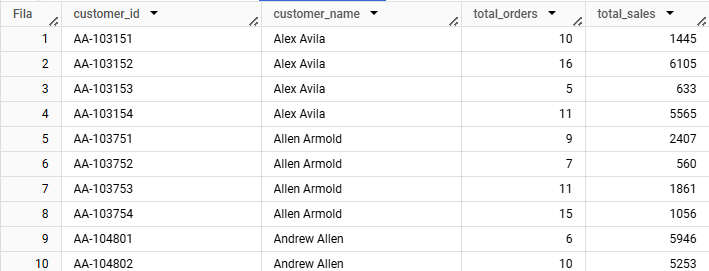 Fila customer_id customer_name total_orders total_sales
1 AA-103151 Alex Avila 10 1445
2 AA-103152 Alex Avila 16 6105
3 AA-103153 Alex Avila 5 633
4 AA-103154 Alex Avila 11 5565
5 AA-103751 Allen Armold 9 2407
6 AA-103752 Allen Armold 7 560
7 AA-103753 Allen Armold 11 1861
8 AA-103754 Allen Armold 15 1056
9 AA-104801 Andrew Allen 6 5946
10 AA-104802 Andrew Allen 10 5253